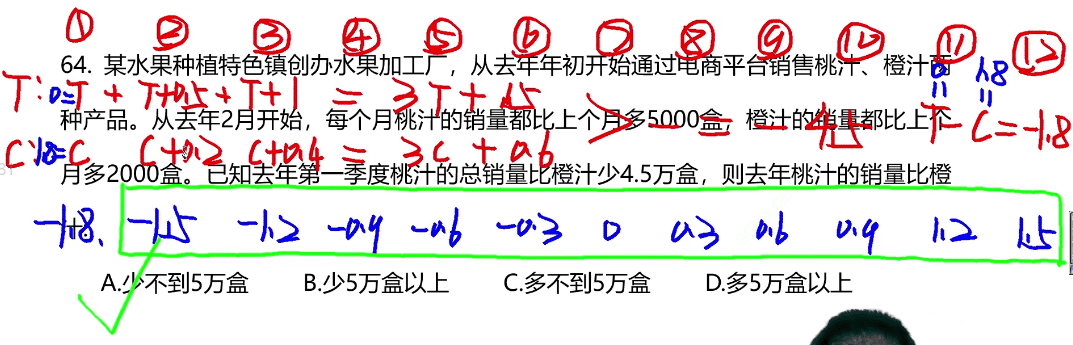 ① ② ③ ④ ⑤ ⑥ ⑦ ⑧ ⑨ ⑩ ⑪ ⑫
64. 某水果种植特色镇创办水果加工厂，从去年年初开始通过电商平台销售桃汁、橙汁两
0 1.8
T: 0=T + T+0.5 + T+1 = 3T+1.5
种产品。从去年2月开始，每个月桃汁的销量都比上个月多5000盒，橙汁的销量都比上个
> - = -4.5 T-C=-1.8
C: 1.8=C C+0.2 C+0.4 = 3C+0.6
月多2000盒。已知去年第一季度桃汁的总销量比橙汁少4.5万盒，则去年桃汁的销量比橙
-1.8. -1.5 -1.2 -0.9 -0.6 -0.3 0 0.3 0.6 0.9 1.2 1.5
A.少不到5万盒 B.少5万盒以上 C.多不到5万盒 D.多5万盒以上